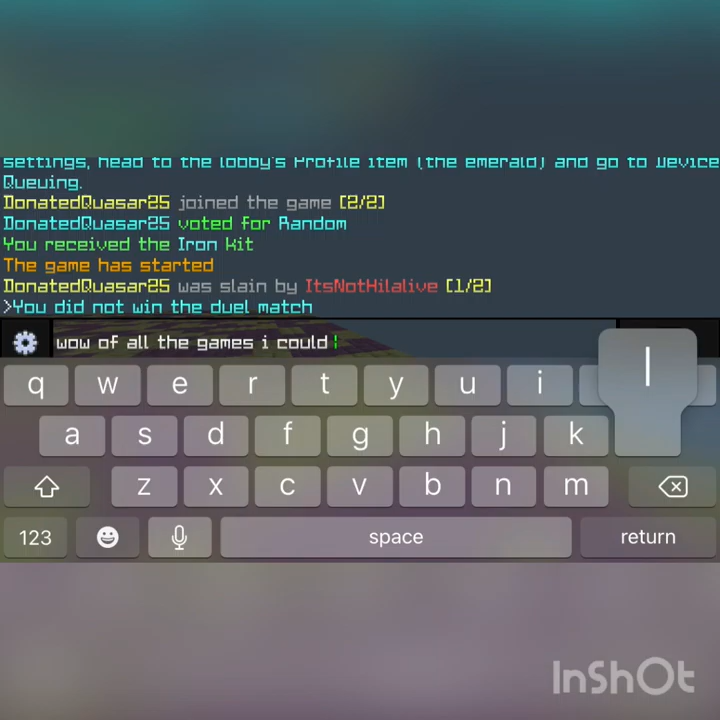 settings, head to the lobby's Profile item (the emerald) and go to Device
Queuing.
DonatedQuasar25 joined the game [2/2]
DonatedQuasar25 voted for Random
You received the Iron Kit
The game has started
DonatedQuasar25 was slain by ItsNotHilalive [1/2]
>You did not win the duel match
wow of all the games i could
q w e r t y u i
a s d f g h j k l
z x c v b n m
123 space return
InShOt